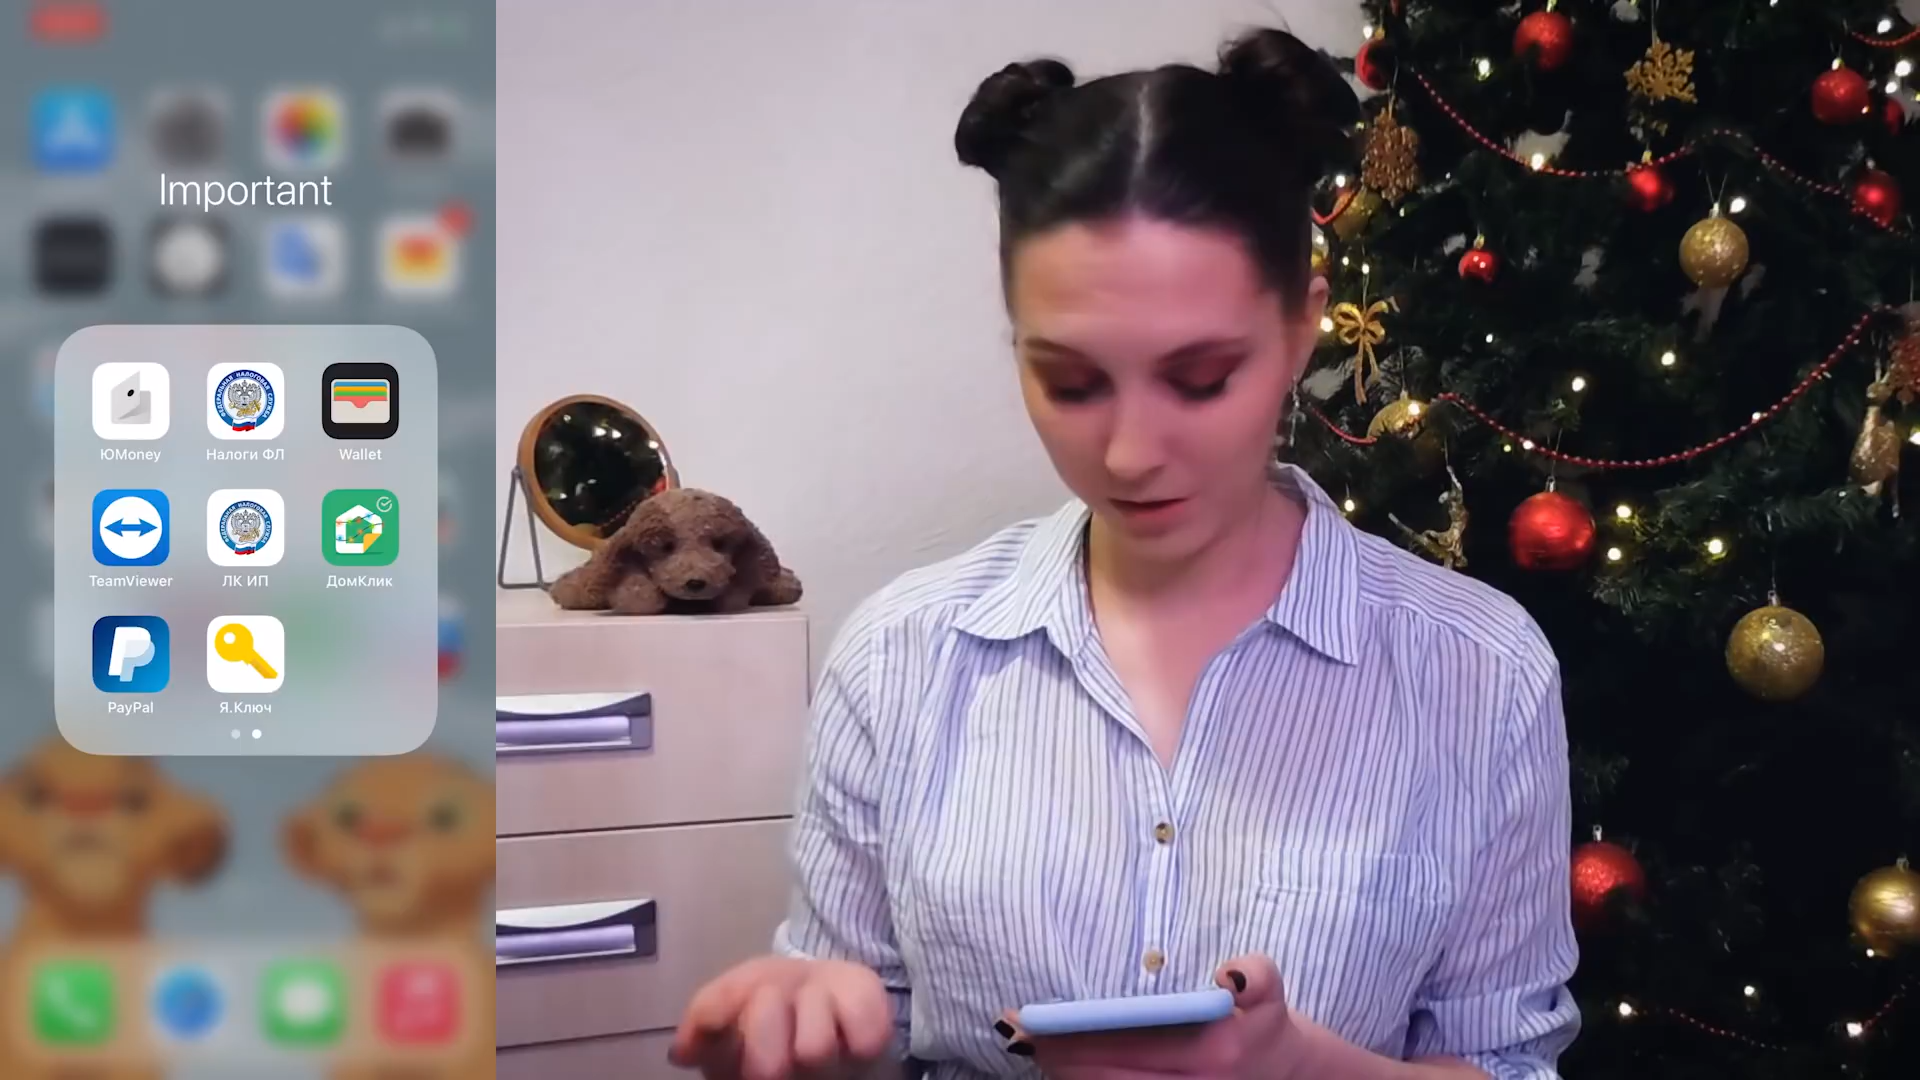 Important
ЮMoney
Налоги ФЛ
Wallet
TeamViewer
ЛК ИП
ДомКлик
PayPal
Я.Ключ